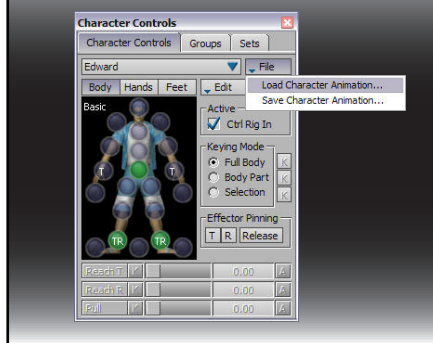 Character Controls
Character Controls Groups Sets
Edward File
Load Character Animation...
Save Character Animation...
Body Hands Feet Edit
Basic
Active
Ctrl Rig In
Keying Mode
Full Body K
Body Part K
Selection K
T T
Effector Pinning
T R Release
TR TR
Reach T K 0.00 A
Reach R K 0.00 A
Pull K 0.00 A